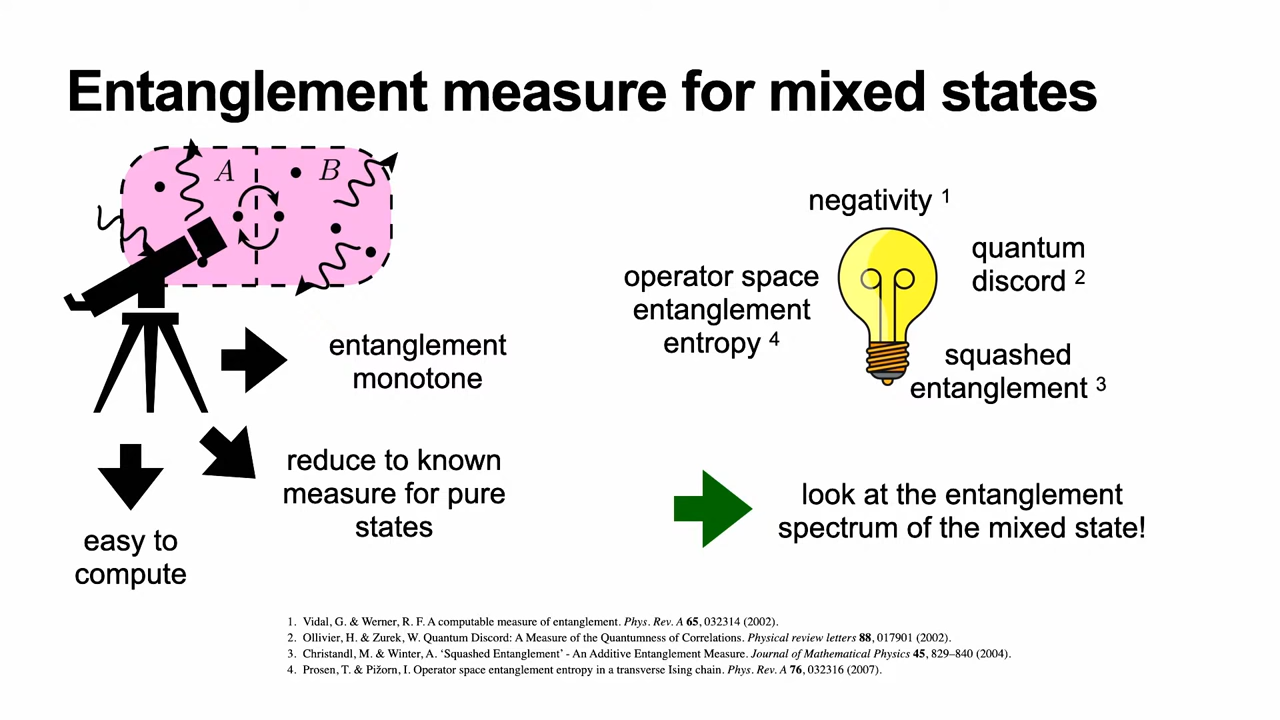 Entanglement measure for mixed states
A
B
entanglement
monotone
reduce to known
measure for pure
states
easy to
compute
negativity 1
quantum
discord 2
operator space
entanglement
entropy 4
squashed
entanglement 3
look at the entanglement
spectrum of the mixed state!
1. Vidal, G. & Werner, R. F. A computable measure of entanglement. Phys. Rev. A 65, 032314 (2002).
2. Ollivier, H. & Zurek, W. Quantum Discord: A Measure of the Quantumness of Correlations. Physical review letters 88, 017901 (2002).
3. Christandl, M. & Winter, A. ‘Squashed Entanglement’ - An Additive Entanglement Measure. Journal of Mathematical Physics 45, 829–840 (2004).
4. Prosen, T. & Pižorn, I. Operator space entanglement entropy in a transverse Ising chain. Phys. Rev. A 76, 032316 (2007).